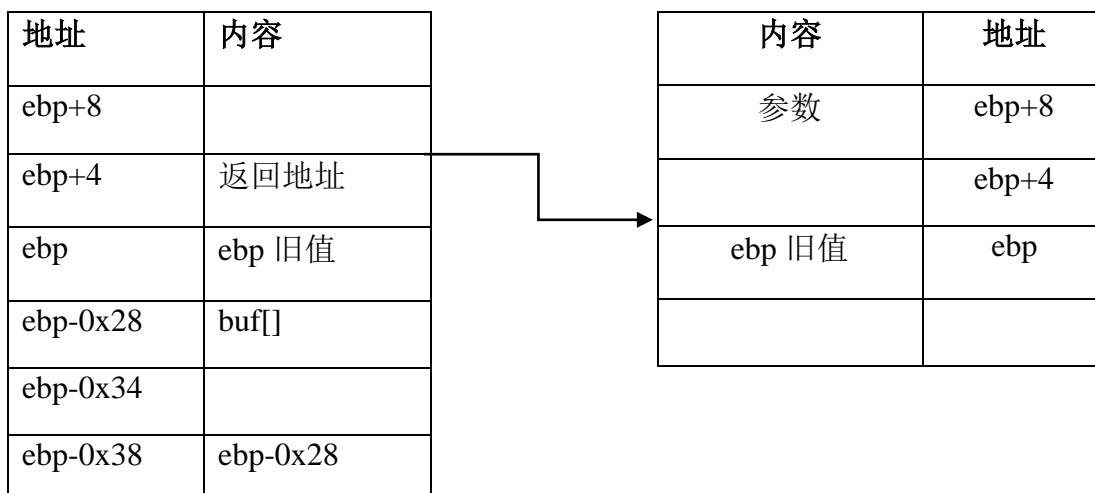 地址 内容
ebp+8
ebp+4 返回地址
ebp ebp 旧值
ebp-0x28 buf[]
ebp-0x34
ebp-0x38 ebp-0x28
内容 地址
参数 ebp+8
ebp+4
ebp 旧值 ebp